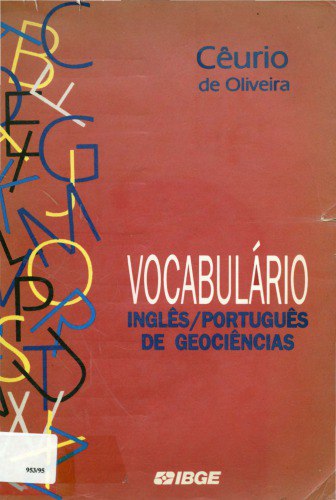 Cêurio
de Oliveira
VOCABULÁRIO
INGLÊS/PORTUGUÊS
DE GEOCIÊNCIAS
953/95
IBGE